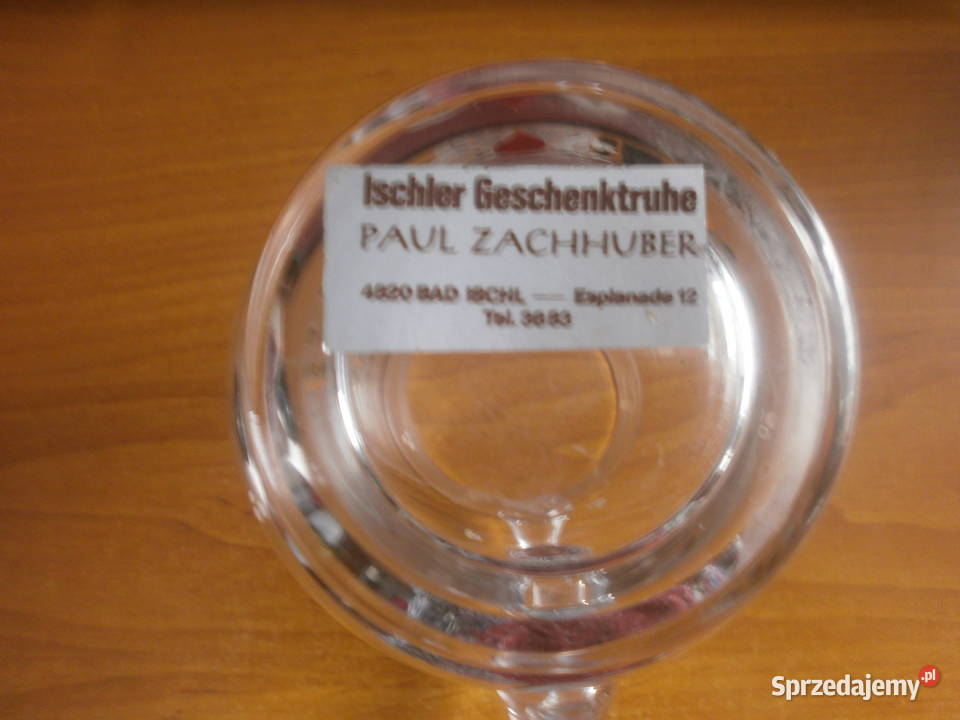 Ischler Geschenktruhe
PAUL ZACHHUBER
4820 BAD ISCHL — Esplanade 12
Tel. 3683
Sprzedajemy.pl